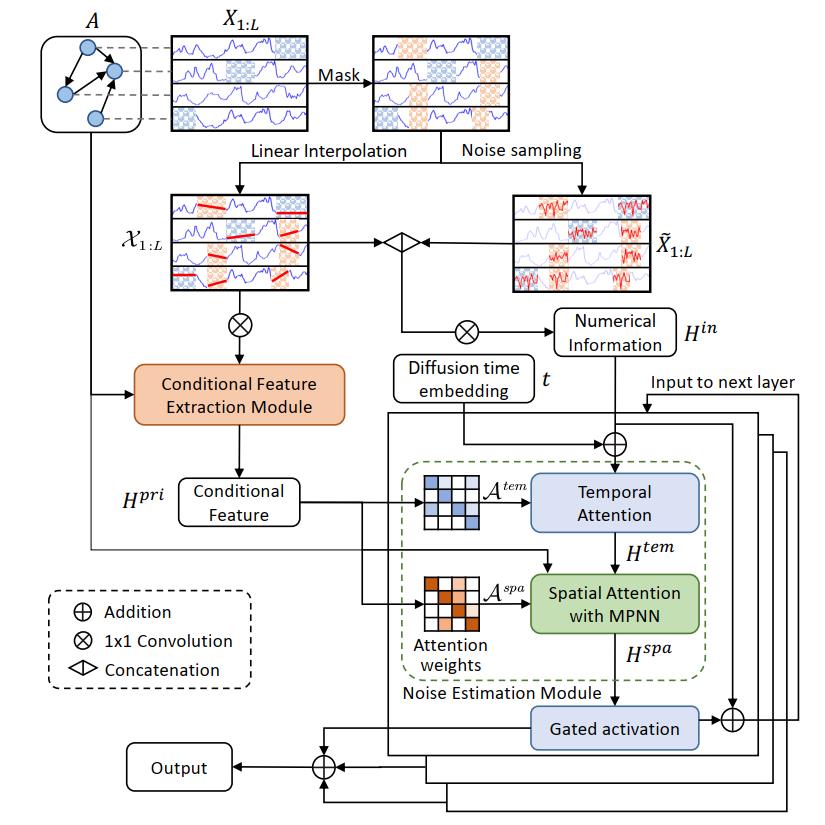 A
X_{1:L}
Mask
Linear Interpolation
Noise sampling
𝒳_{1:L}
X̃_{1:L}
Numerical
Information
H^{in}
Diffusion time
embedding
t
Input to next layer
Conditional Feature
Extraction Module
H^{pri}
Conditional
Feature
𝒜^{tem}
Temporal
Attention
H^{tem}
𝒜^{spa}
Spatial Attention
with MPNN
Attention
weights
H^{spa}
Noise Estimation Module
Gated activation
Addition
1x1 Convolution
Concatenation
Output